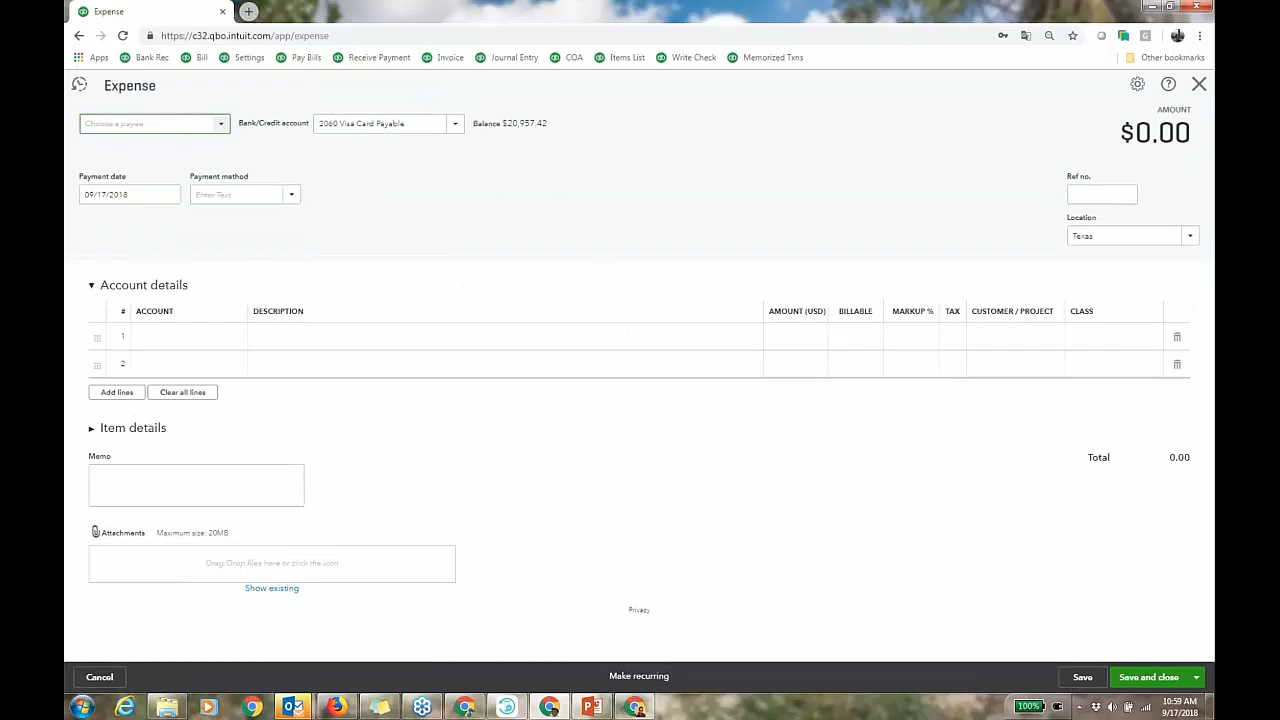 Expense
https://c32.qbo.intuit.com/app/expense
Apps Bank Rec Bill Settings Pay Bills Receive Payment Invoice Journal Entry COA Items List Write Check Memorized Txns Other bookmarks
Expense
AMOUNT
$0.00
Choose a payee Bank/Credit account 2060 Visa Card Payable Balance $20,957.42
Payment date Payment method Ref no.
09/17/2018 Enter Text
Location
Texas
Account details
# ACCOUNT DESCRIPTION AMOUNT (USD) BILLABLE MARKUP % TAX CUSTOMER / PROJECT CLASS
1
2
Add lines Clear all lines
Item details
Memo
Total 0.00
Attachments Maximum size: 20MB
Drag/Drop files here or click the icon
Show existing
Privacy
Cancel Make recurring Save Save and close
100% 10:59 AM
9/17/2018